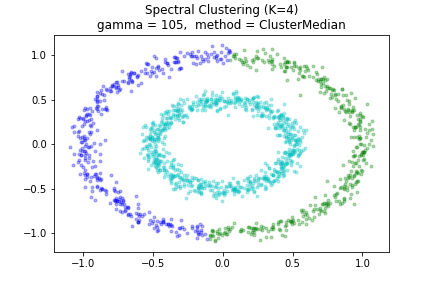 Spectral Clustering (K=4)
gamma = 105,  method = ClusterMedian
1.0
0.5
0.0
−0.5
−1.0
−1.0 −0.5 0.0 0.5 1.0